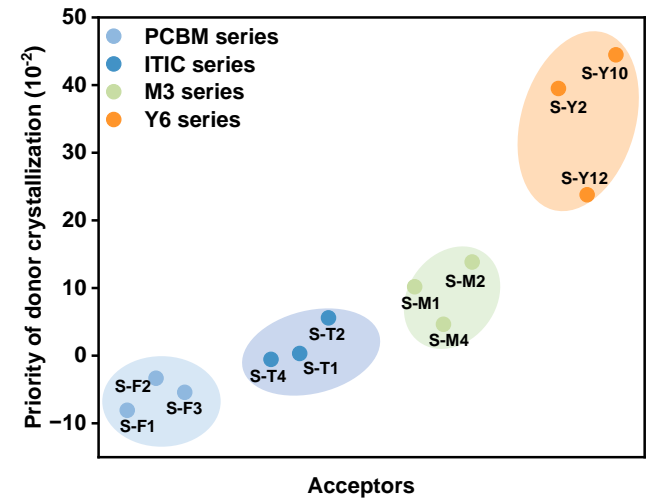 Priority of donor crystallization (10⁻²)
50
40
30
20
10
0
−10
PCBM series
ITIC series
M3 series
Y6 series
S-Y10
S-Y2
S-Y12
S-M2
S-M1
S-M4
S-T2
S-T4
S-T1
S-F2
S-F3
S-F1
Acceptors